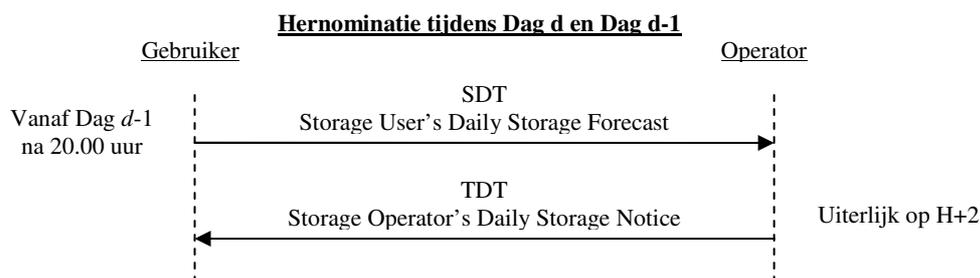 Hernominatie tijdens Dag d en Dag d-1
Gebruiker
Operator
SDT
Storage User's Daily Storage Forecast
Vanaf Dag d-1
na 20.00 uur
TDT
Storage Operator's Daily Storage Notice
Uiterlijk op H+2